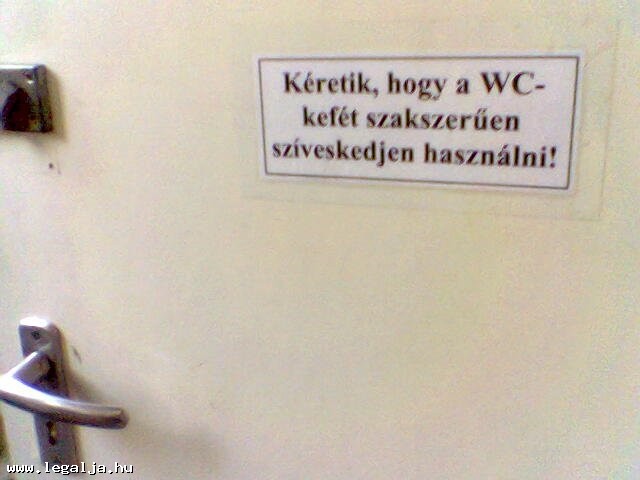 Kéretik, hogy a WC-
kefét szakszerűen
szíveskedjen használni!
www.legalja.hu